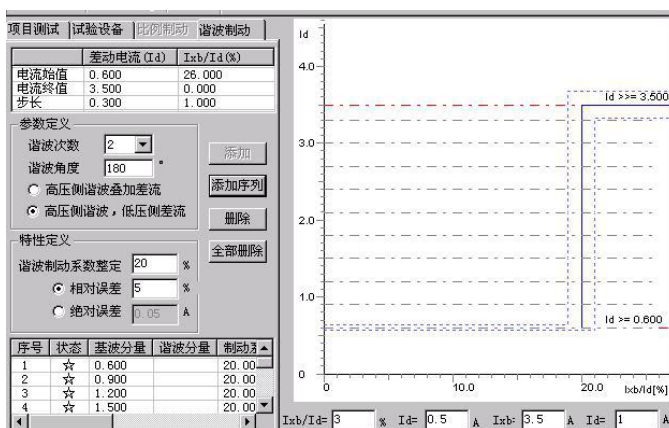 项目测试 试验设备 比例制动 谐波制动
差动电流(Id) Ixb/Id(%)
电流始值 0.600 26.000
电流终值 3.500 0.000
步长 0.300 1.000
参数定义
谐波次数 2
谐波角度 180 °
高压侧谐波叠加差流
高压侧谐波,低压侧差流
添加
添加序列
删除
全部删除
特性定义
谐波制动系数整定 20 %
相对误差 5 %
绝对误差 0.05 A
序号 状态 基波分量 谐波分量 制动
1 ☆ 0.600 20.00
2 ☆ 0.900 20.00
3 ☆ 1.200 20.00
4 ☆ 1.500 20.00
Id
4.0
3.0
2.0
1.0
0
Id >>= 3.500
Id >= 0.600
0 10.0 20.0 Ixb/Id[%]
Ixb/Id= 3 % Id= 0.5 A Ixb: 3.5 A Id= 1 A